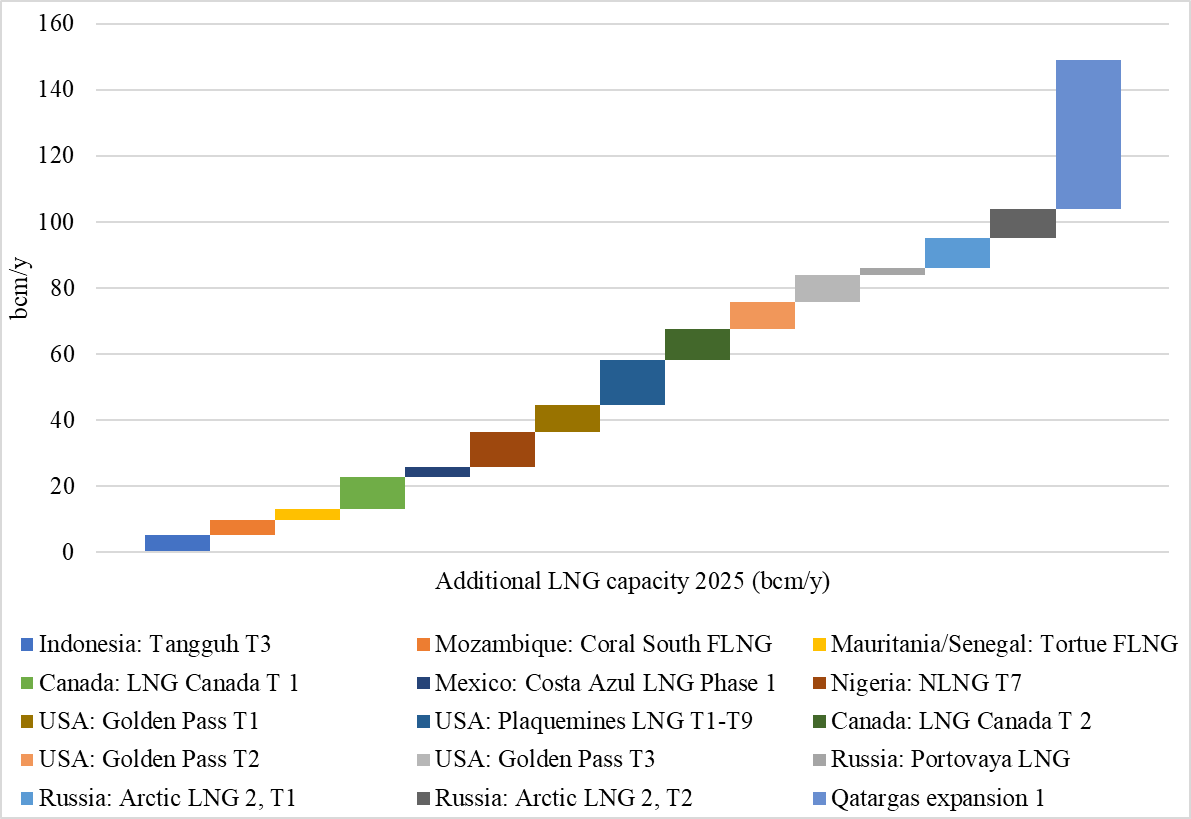 160
140
120
100
80
60
40
20
0
bcm/y
Additional LNG capacity 2025 (bcm/y)
Indonesia: Tangguh T3 Mozambique: Coral South FLNG Mauritania/Senegal: Tortue FLNG
Canada: LNG Canada T 1 Mexico: Costa Azul LNG Phase 1 Nigeria: NLNG T7
USA: Golden Pass T1 USA: Plaquemines LNG T1-T9 Canada: LNG Canada T 2
USA: Golden Pass T2 USA: Golden Pass T3 Russia: Portovaya LNG
Russia: Arctic LNG 2, T1 Russia: Arctic LNG 2, T2 Qatargas expansion 1